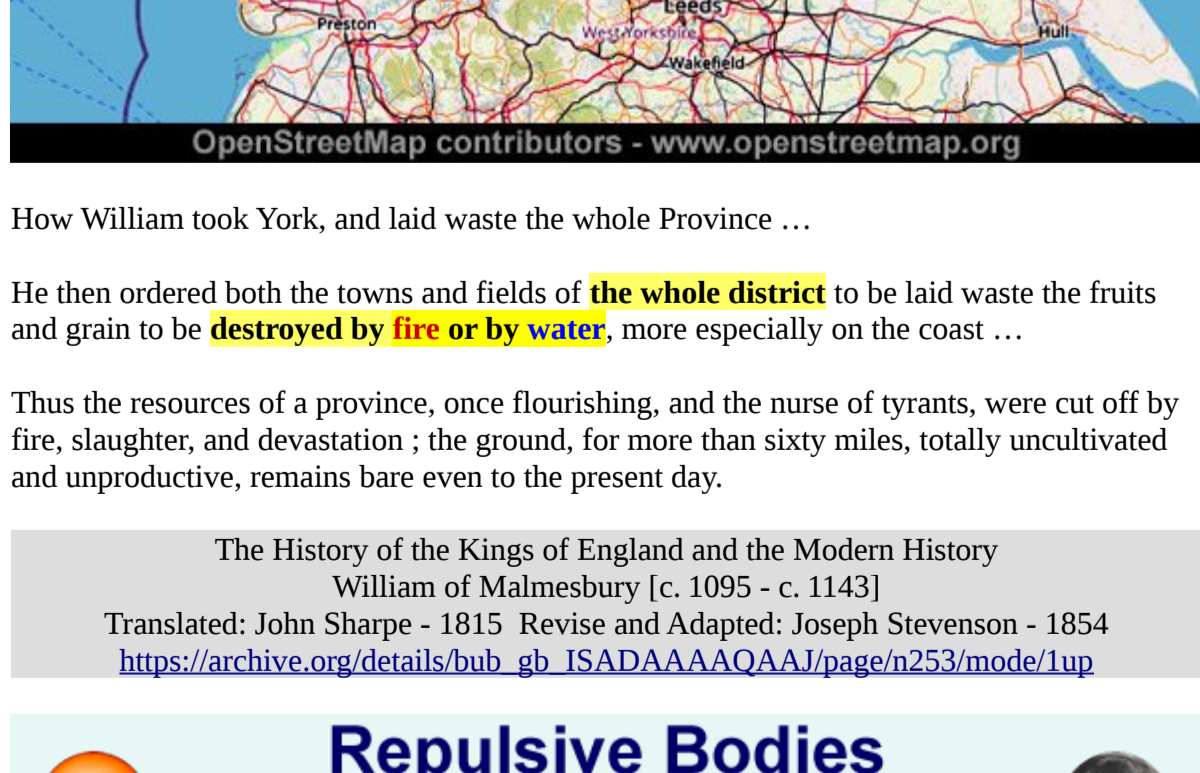 Leeds
Preston
West Yorkshire
Hull
Wakefield
OpenStreetMap contributors - www.openstreetmap.org
How William took York, and laid waste the whole Province …
He then ordered both the towns and fields of the whole district to be laid waste the fruits
and grain to be destroyed by fire or by water, more especially on the coast …
Thus the resources of a province, once flourishing, and the nurse of tyrants, were cut off by
fire, slaughter, and devastation ; the ground, for more than sixty miles, totally uncultivated
and unproductive, remains bare even to the present day.
The History of the Kings of England and the Modern History
William of Malmesbury [c. 1095 - c. 1143]
Translated: John Sharpe - 1815  Revise and Adapted: Joseph Stevenson - 1854
https://archive.org/details/bub_gb_ISADAAAAQAAJ/page/n253/mode/1up
Repulsive Bodies